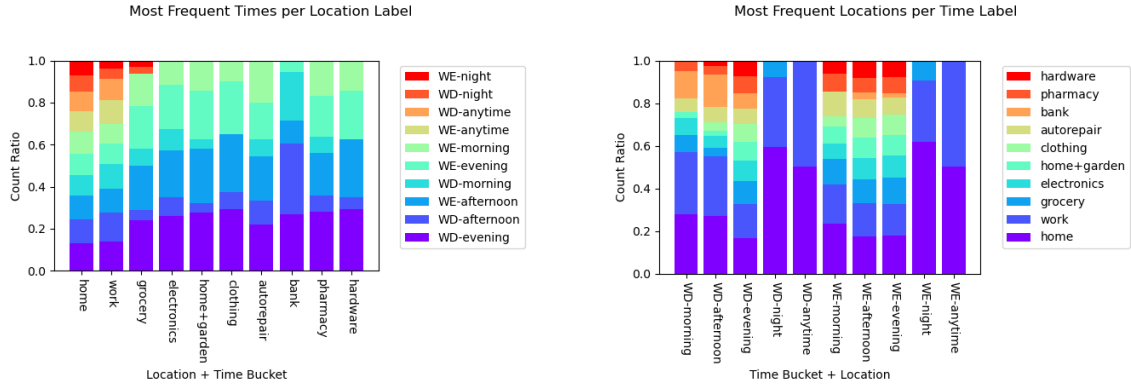 Most Frequent Times per Location Label
Count Ratio
1.0
0.8
0.6
0.4
0.2
0.0
home
work
grocery
electronics
home+garden
clothing
autorepair
bank
pharmacy
hardware
Location + Time Bucket
WE-night
WD-night
WD-anytime
WE-anytime
WE-morning
WE-evening
WD-morning
WE-afternoon
WD-afternoon
WD-evening
Most Frequent Locations per Time Label
Count Ratio
1.0
0.8
0.6
0.4
0.2
0.0
WD-morning
WD-afternoon
WD-evening
WD-night
WD-anytime
WE-morning
WE-afternoon
WE-evening
WE-night
WE-anytime
Time Bucket + Location
hardware
pharmacy
bank
autorepair
clothing
home+garden
electronics
grocery
work
home